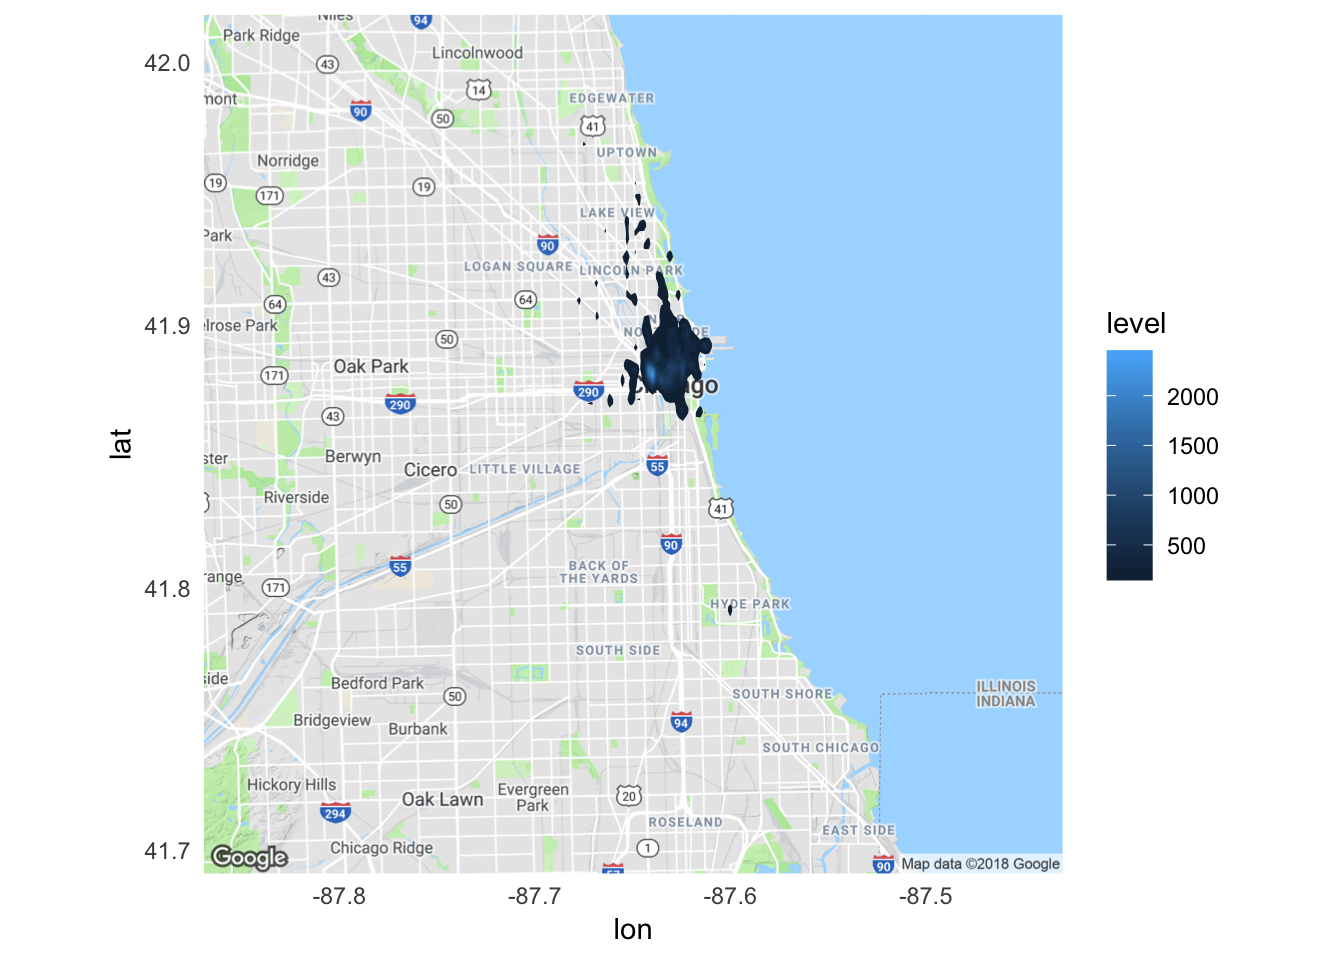 Niles
94
Park Ridge
Lincolnwood
42.0
43
14
mont
EDGEWATER
90
50
41
UPTOWN
Norridge
19
171
19
LAKE VIEW
Park
90
LOGAN SQUARE
LINCOLN PARK
43
64
64
41.9
elrose Park
50
Oak Park
171
290
Chicago
290
43
ster
Berwyn
Cicero
LITTLE VILLAGE
55
Riverside
50
41
90
55
BACK OF
THE YARDS
range
171
41.8
HYDE PARK
SOUTH SIDE
side
Bedford Park
50
SOUTH SHORE
ILLINOIS
INDIANA
Bridgeview
Burbank
94
SOUTH CHICAGO
Hickory Hills
294
Oak Lawn
Evergreen
Park
20
ROSELAND
EAST SIDE
41.7
Google
Chicago Ridge
1
57
90
Map data ©2018 Google
-87.8
-87.7
-87.6
-87.5
lon
lat
level
2000
1500
1000
500